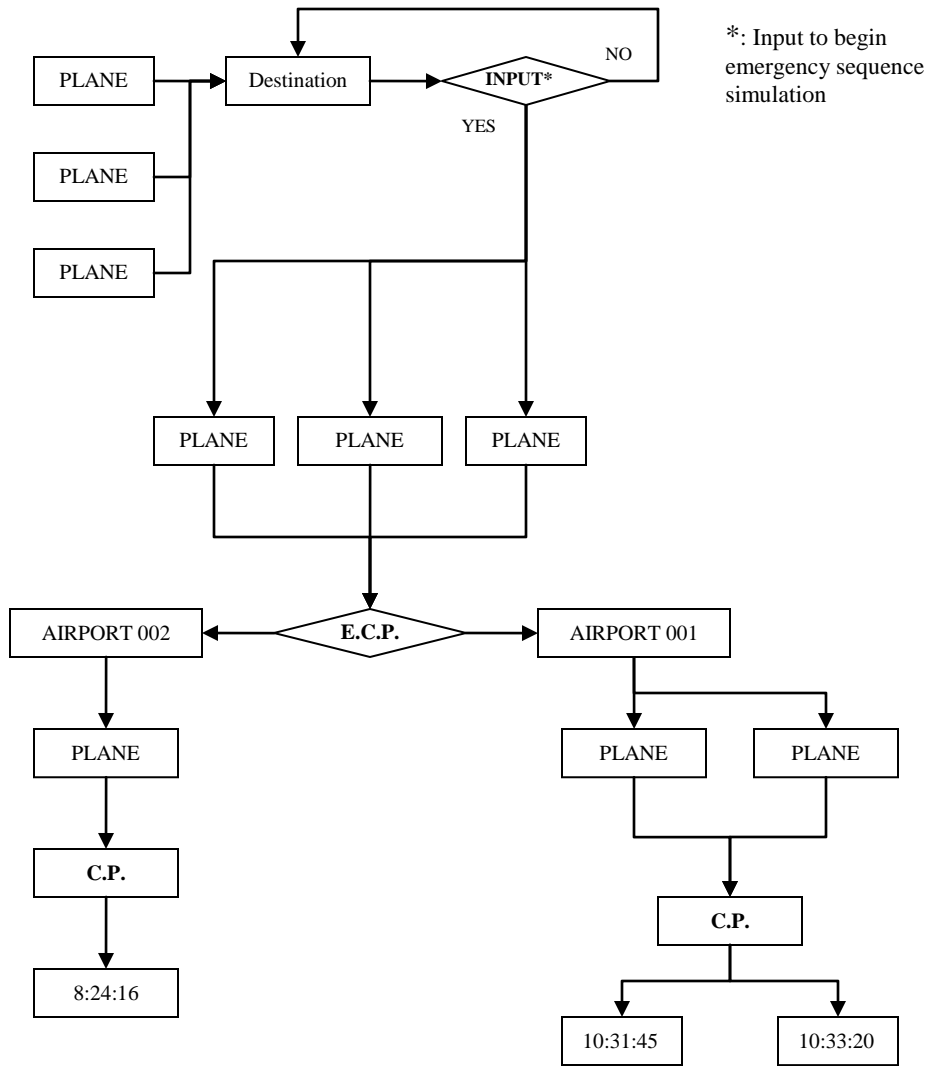 *: Input to begin
emergency sequence
simulation
NO
PLANE
Destination
INPUT*
YES
PLANE
PLANE
PLANE
PLANE
PLANE
AIRPORT 002
E.C.P.
AIRPORT 001
PLANE
PLANE
PLANE
C.P.
C.P.
8:24:16
10:31:45
10:33:20